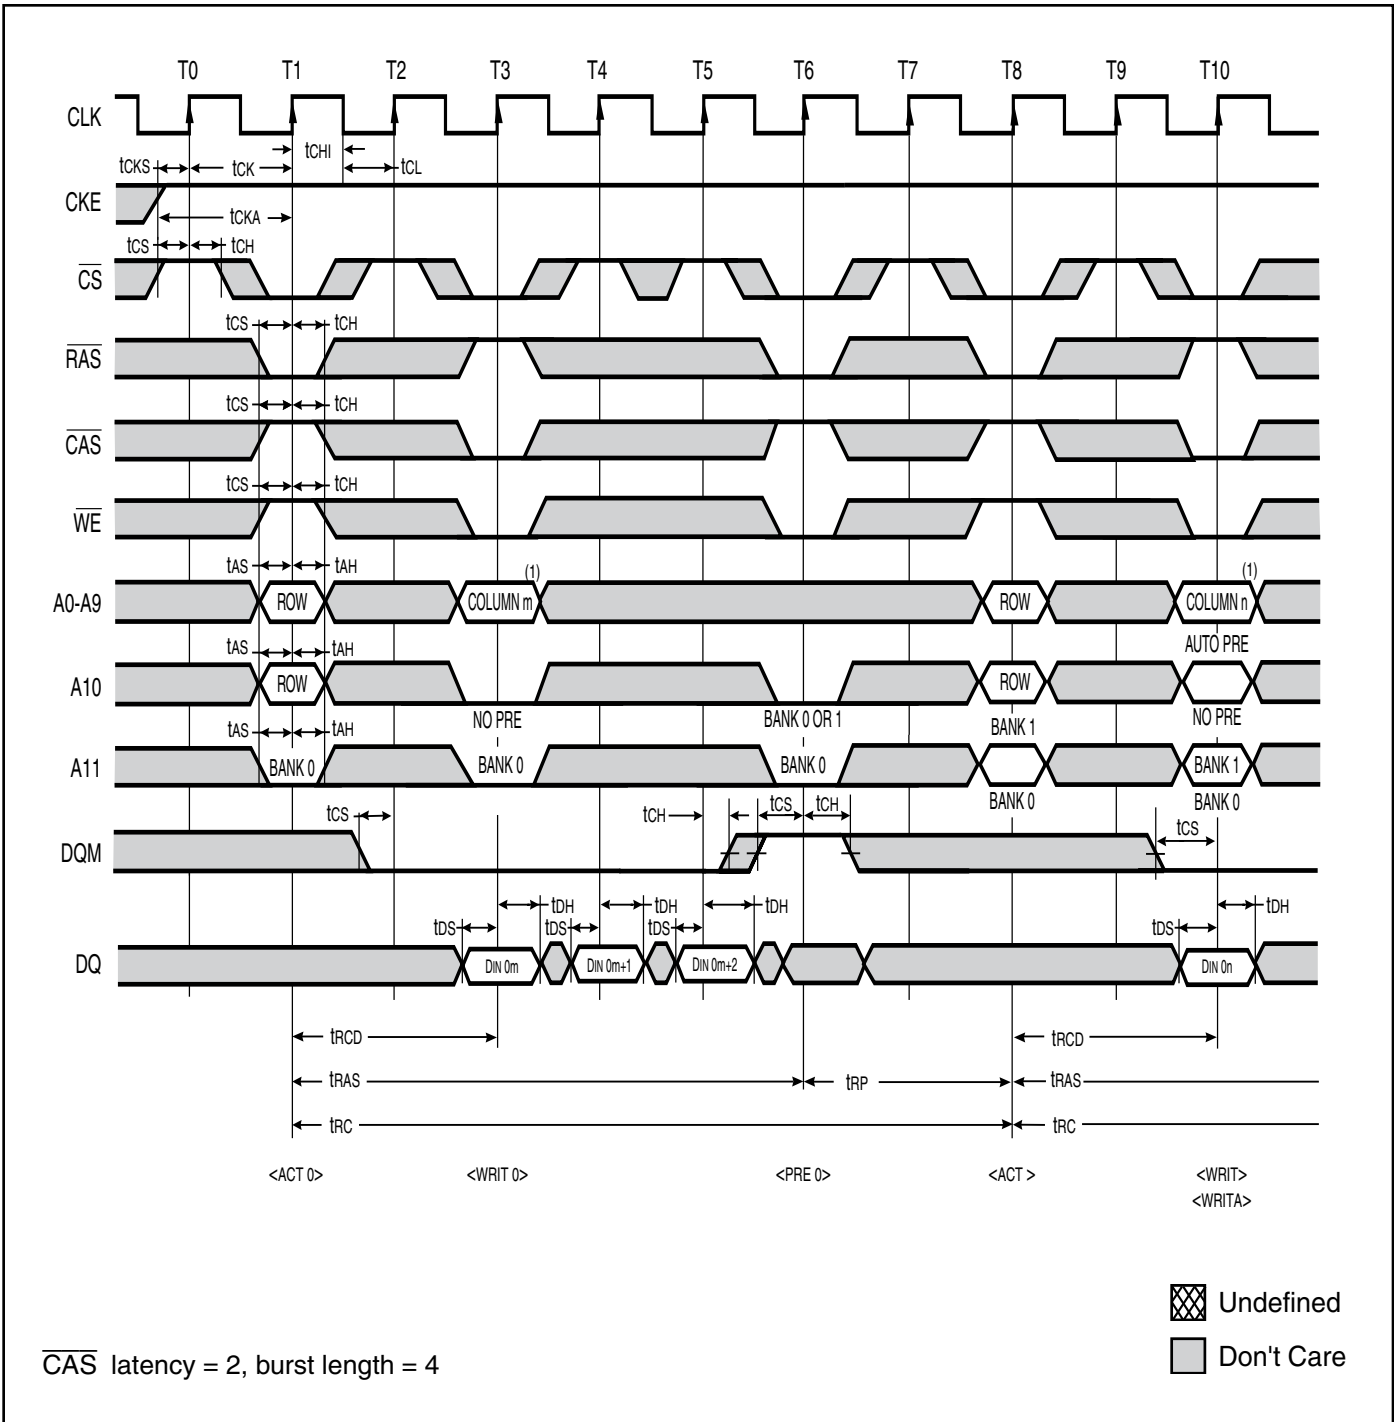 T0 T1 T2 T3 T4 T5 T6 T7 T8 T9 T10
CLK
tCHI
tCKS tCK tCL
CKE
tCKA
tCS tCH
CS
tCS tCH
RAS
tCS tCH
CAS
tCS tCH
WE
tAS tAH (1) (1)
A0-A9 ROW COLUMN m ROW COLUMN n
tAS tAH AUTO PRE
A10 ROW ROW
NO PRE BANK 0 OR 1 BANK 1 NO PRE
tAS tAH
A11 BANK 0 BANK 0 BANK 0 BANK 1
BANK 0 BANK 0
tCS tCH tCS tCH tCS
DQM
tDH tDH tDH tDH
tDS tDS tDS tDS
DQ DIN 0m DIN 0m+1 DIN 0m+2 DIN 0n
tRCD tRCD
tRAS tRP tRAS
tRC tRC
<ACT 0> <WRIT 0> <PRE 0> <ACT > <WRIT>
<WRITA>
Undefined
Don't Care
CAS latency = 2, burst length = 4